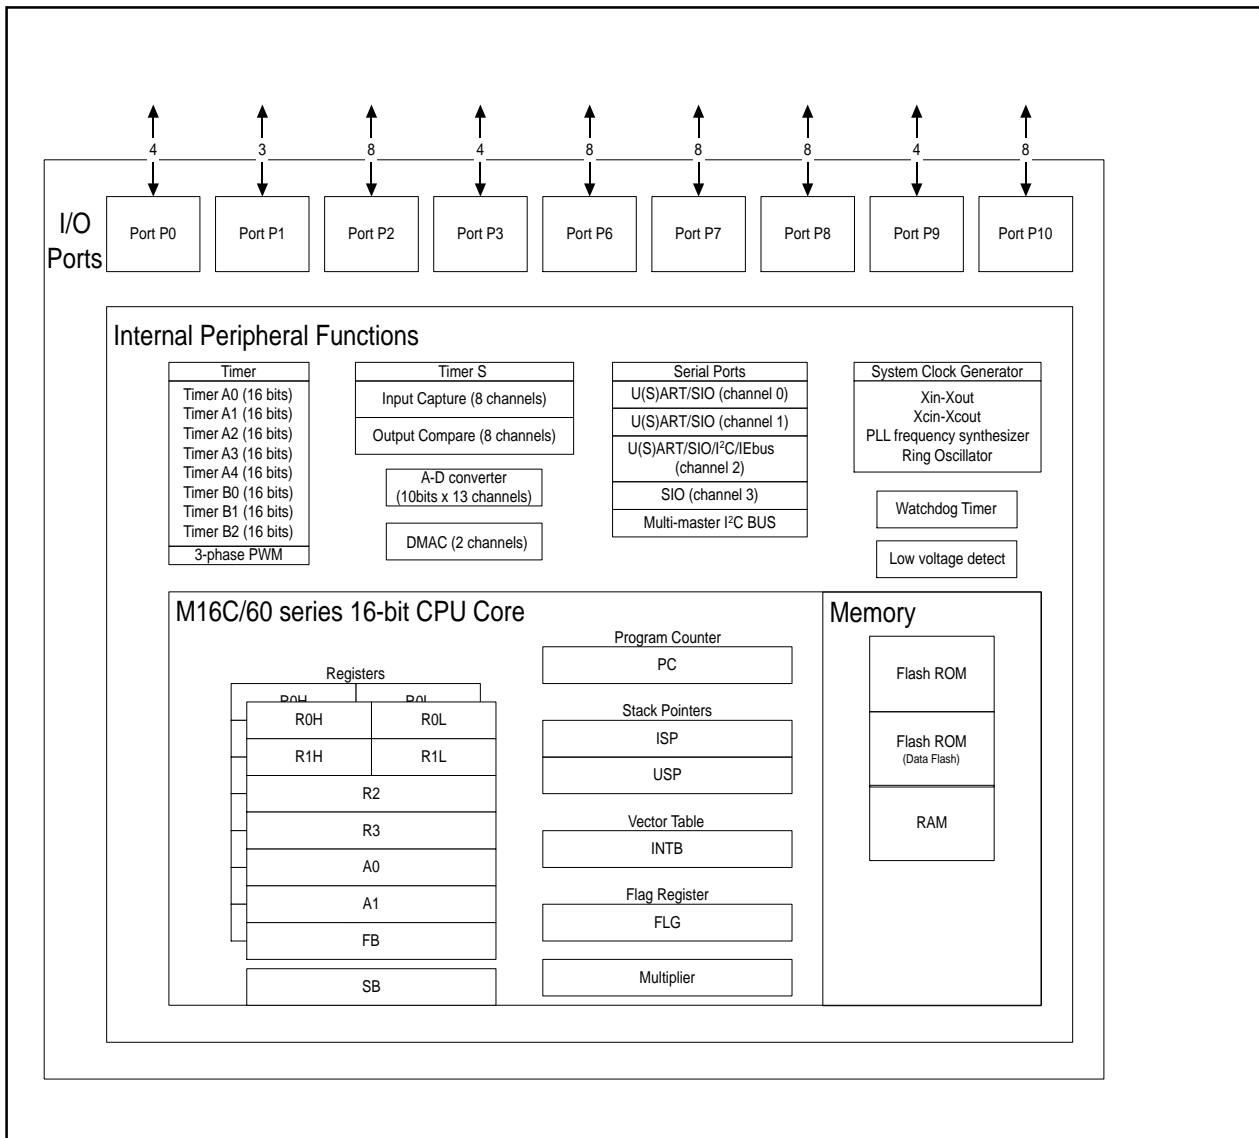 4 3 8 4 8 8 8 4 8
I/O
Ports
Port P0 Port P1 Port P2 Port P3 Port P6 Port P7 Port P8 Port P9 Port P10
Internal Peripheral Functions
Timer
Timer A0 (16 bits)
Timer A1 (16 bits)
Timer A2 (16 bits)
Timer A3 (16 bits)
Timer A4 (16 bits)
Timer B0 (16 bits)
Timer B1 (16 bits)
Timer B2 (16 bits)
3-phase PWM
Timer S
Input Capture (8 channels)
Output Compare (8 channels)
A-D converter
(10bits x 13 channels)
DMAC (2 channels)
Serial Ports
U(S)ART/SIO (channel 0)
U(S)ART/SIO (channel 1)
U(S)ART/SIO/I²C/IEbus
(channel 2)
SIO (channel 3)
Multi-master I²C BUS
System Clock Generator
Xin-Xout
Xcin-Xcout
PLL frequency synthesizer
Ring Oscillator
Watchdog Timer
Low voltage detect
M16C/60 series 16-bit CPU Core
Registers
R0H R0L
R0H R0L
R1H R1L
R2
R3
A0
A1
FB
SB
Program Counter
PC
Stack Pointers
ISP
USP
Vector Table
INTB
Flag Register
FLG
Multiplier
Memory
Flash ROM
Flash ROM
(Data Flash)
RAM